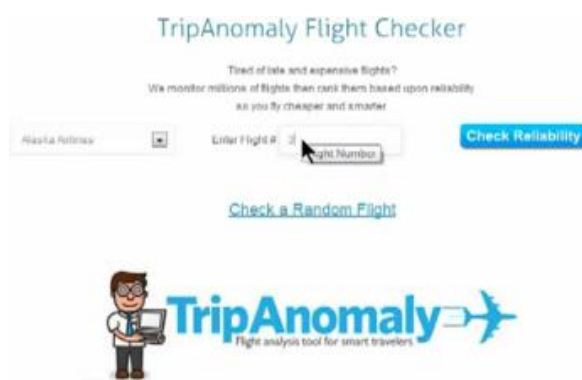 TripAnomaly Flight Checker
Tired of late and expensive flights?
We monitor millions of flights then rank them based upon reliability
so you fly cheaper and smarter
Alaska Airlines Enter Flight # Check Reliability
Flight Number
Check a Random Flight
TripAnomaly
Flight analysis tool for smart travelers